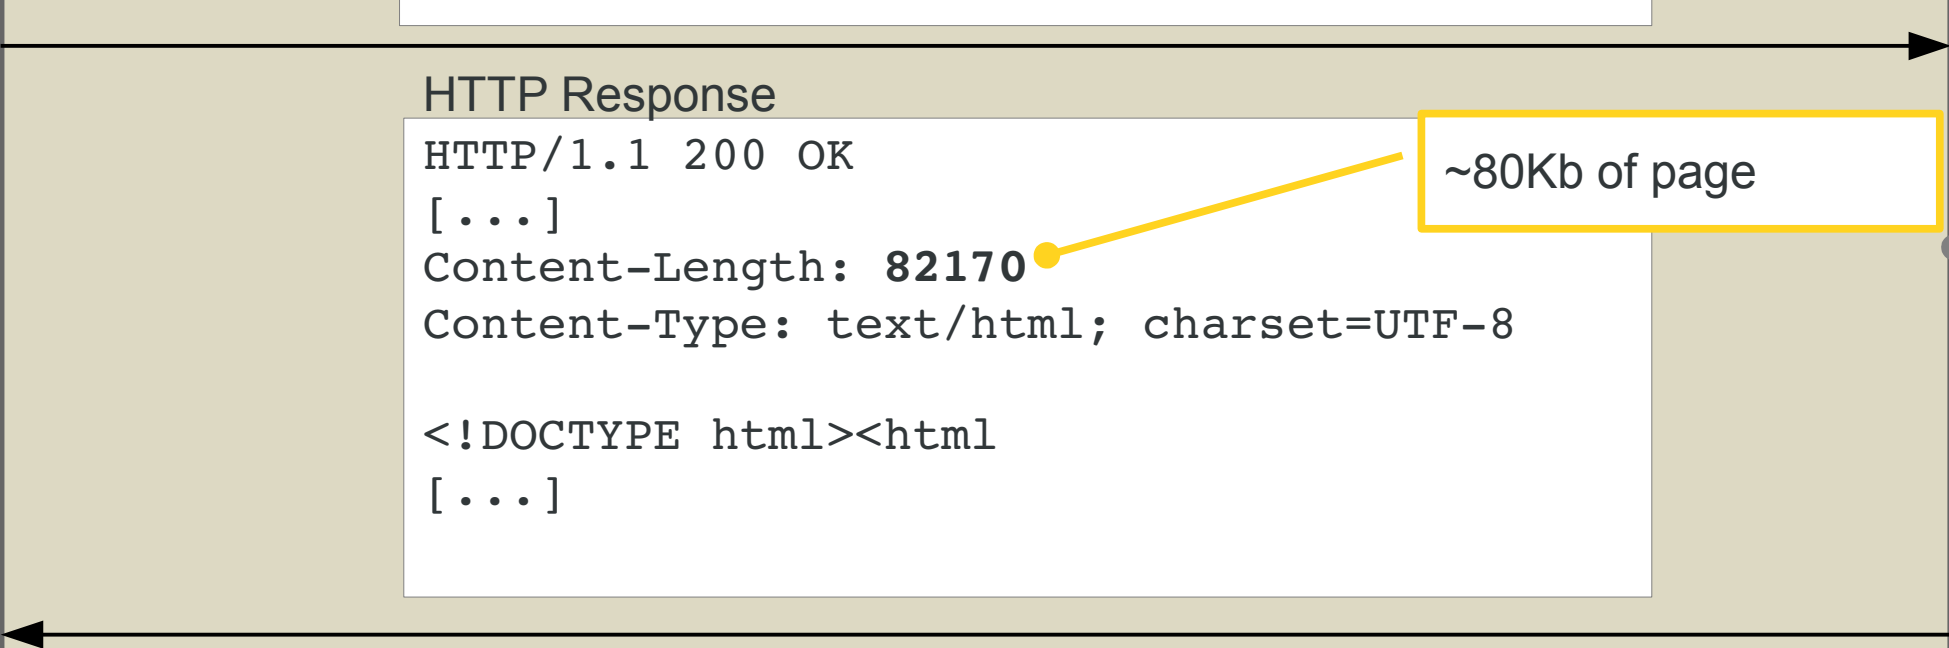 HTTP Response
HTTP/1.1 200 OK
[...]
Content-Length: 82170
Content-Type: text/html; charset=UTF-8
<!DOCTYPE html><html
[...]
~80Kb of page